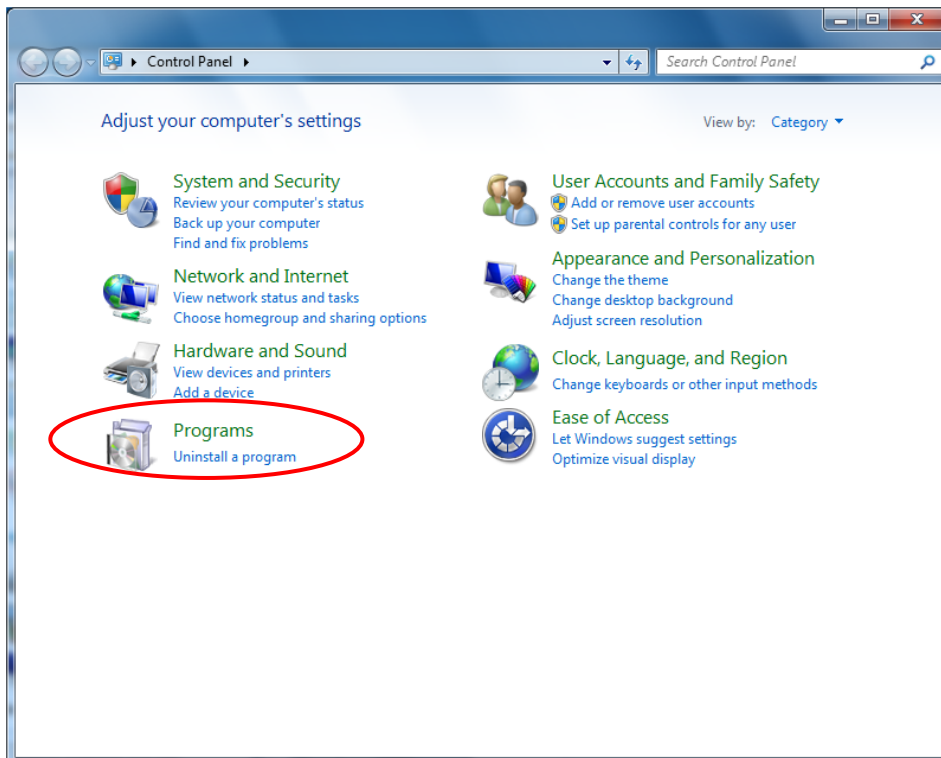 Control Panel
Search Control Panel
Adjust your computer's settings
View by: Category
System and Security
Review your computer's status
Back up your computer
Find and fix problems
Network and Internet
View network status and tasks
Choose homegroup and sharing options
Hardware and Sound
View devices and printers
Add a device
Programs
Uninstall a program
User Accounts and Family Safety
Add or remove user accounts
Set up parental controls for any user
Appearance and Personalization
Change the theme
Change desktop background
Adjust screen resolution
Clock, Language, and Region
Change keyboards or other input methods
Ease of Access
Let Windows suggest settings
Optimize visual display